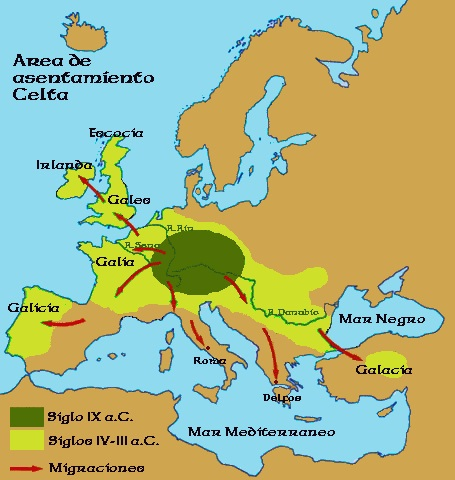 Area de
asentamiento
Celta
Escocia
Irlanda
Gales
R. Rin
R. Sena
Galia
Galicia
R. Danubio
Mar Negro
Roma
Galacia
Delfos
Mar Mediterraneo
Siglo IX a.C.
Siglos IV-III a.C.
Migraciones